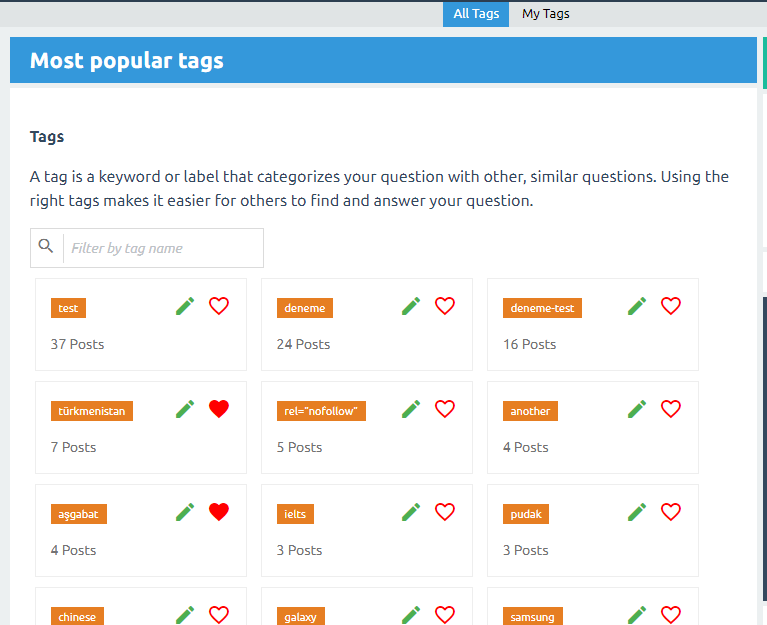 All Tags My Tags
Most popular tags
Tags
A tag is a keyword or label that categorizes your question with other, similar questions. Using the
right tags makes it easier for others to find and answer your question.
Filter by tag name
test deneme deneme-test
37 Posts 24 Posts 16 Posts
türkmenistan rel="nofollow" another
7 Posts 5 Posts 4 Posts
aşgabat ielts pudak
4 Posts 3 Posts 3 Posts
chinese galaxy samsung